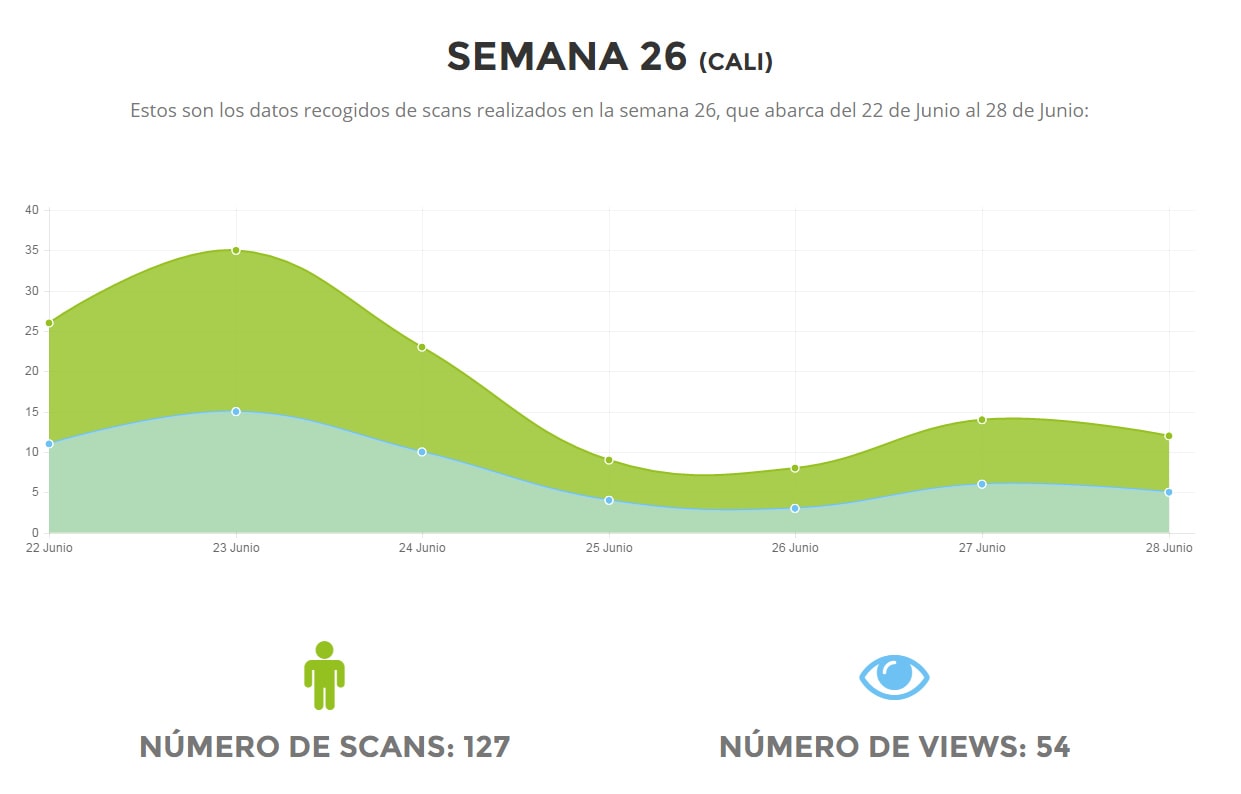 SEMANA 26 (CALI)
Estos son los datos recogidos de scans realizados en la semana 26, que abarca del 22 de Junio al 28 de Junio:
40
35
30
25
20
15
10
5
0
22 Junio 23 Junio 24 Junio 25 Junio 26 Junio 27 Junio 28 Junio
NÚMERO DE SCANS: 127 NÚMERO DE VIEWS: 54